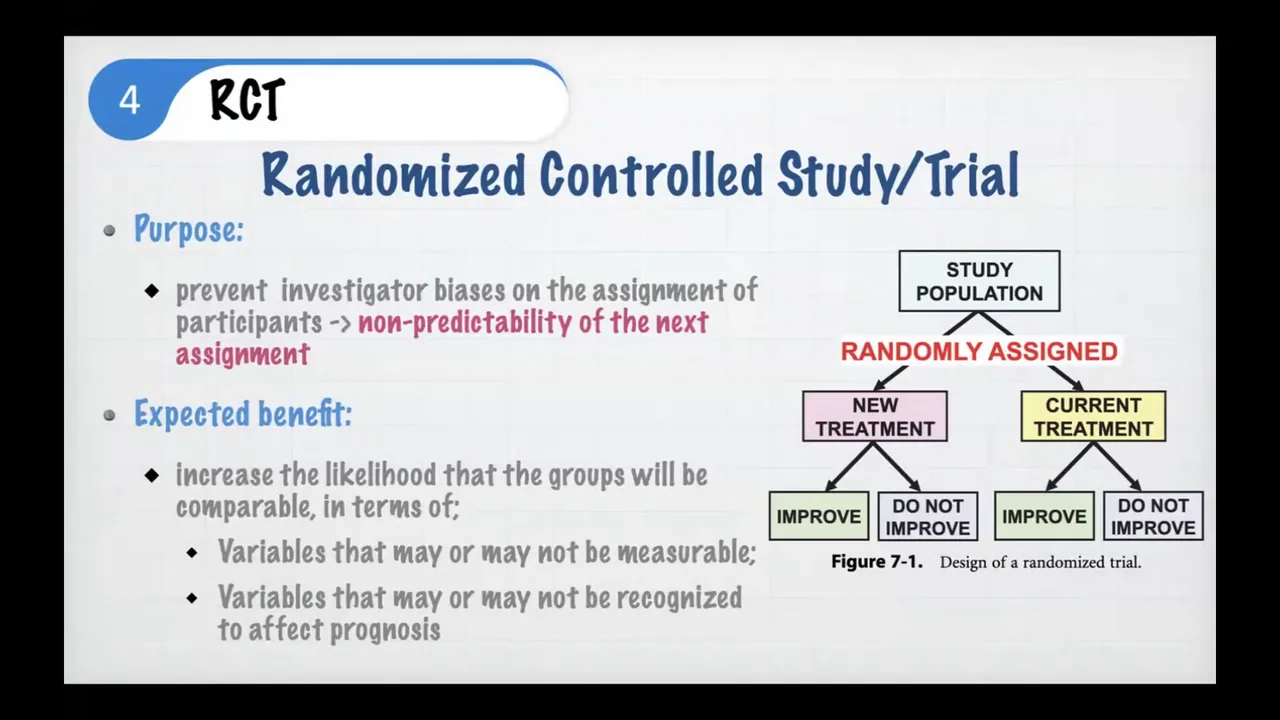 4
RCT
Randomized Controlled Study/Trial
Purpose:
prevent investigator biases on the assignment of
participants -> non-predictability of the next
assignment
Expected benefit:
increase the likelihood that the groups will be
comparable, in terms of;
Variables that may or may not be measurable;
Variables that may or may not be recognized
to affect prognosis
STUDY
POPULATION
RANDOMLY ASSIGNED
NEW
TREATMENT
CURRENT
TREATMENT
IMPROVE
DO NOT
IMPROVE
IMPROVE
DO NOT
IMPROVE
Figure 7-1. Design of a randomized trial.